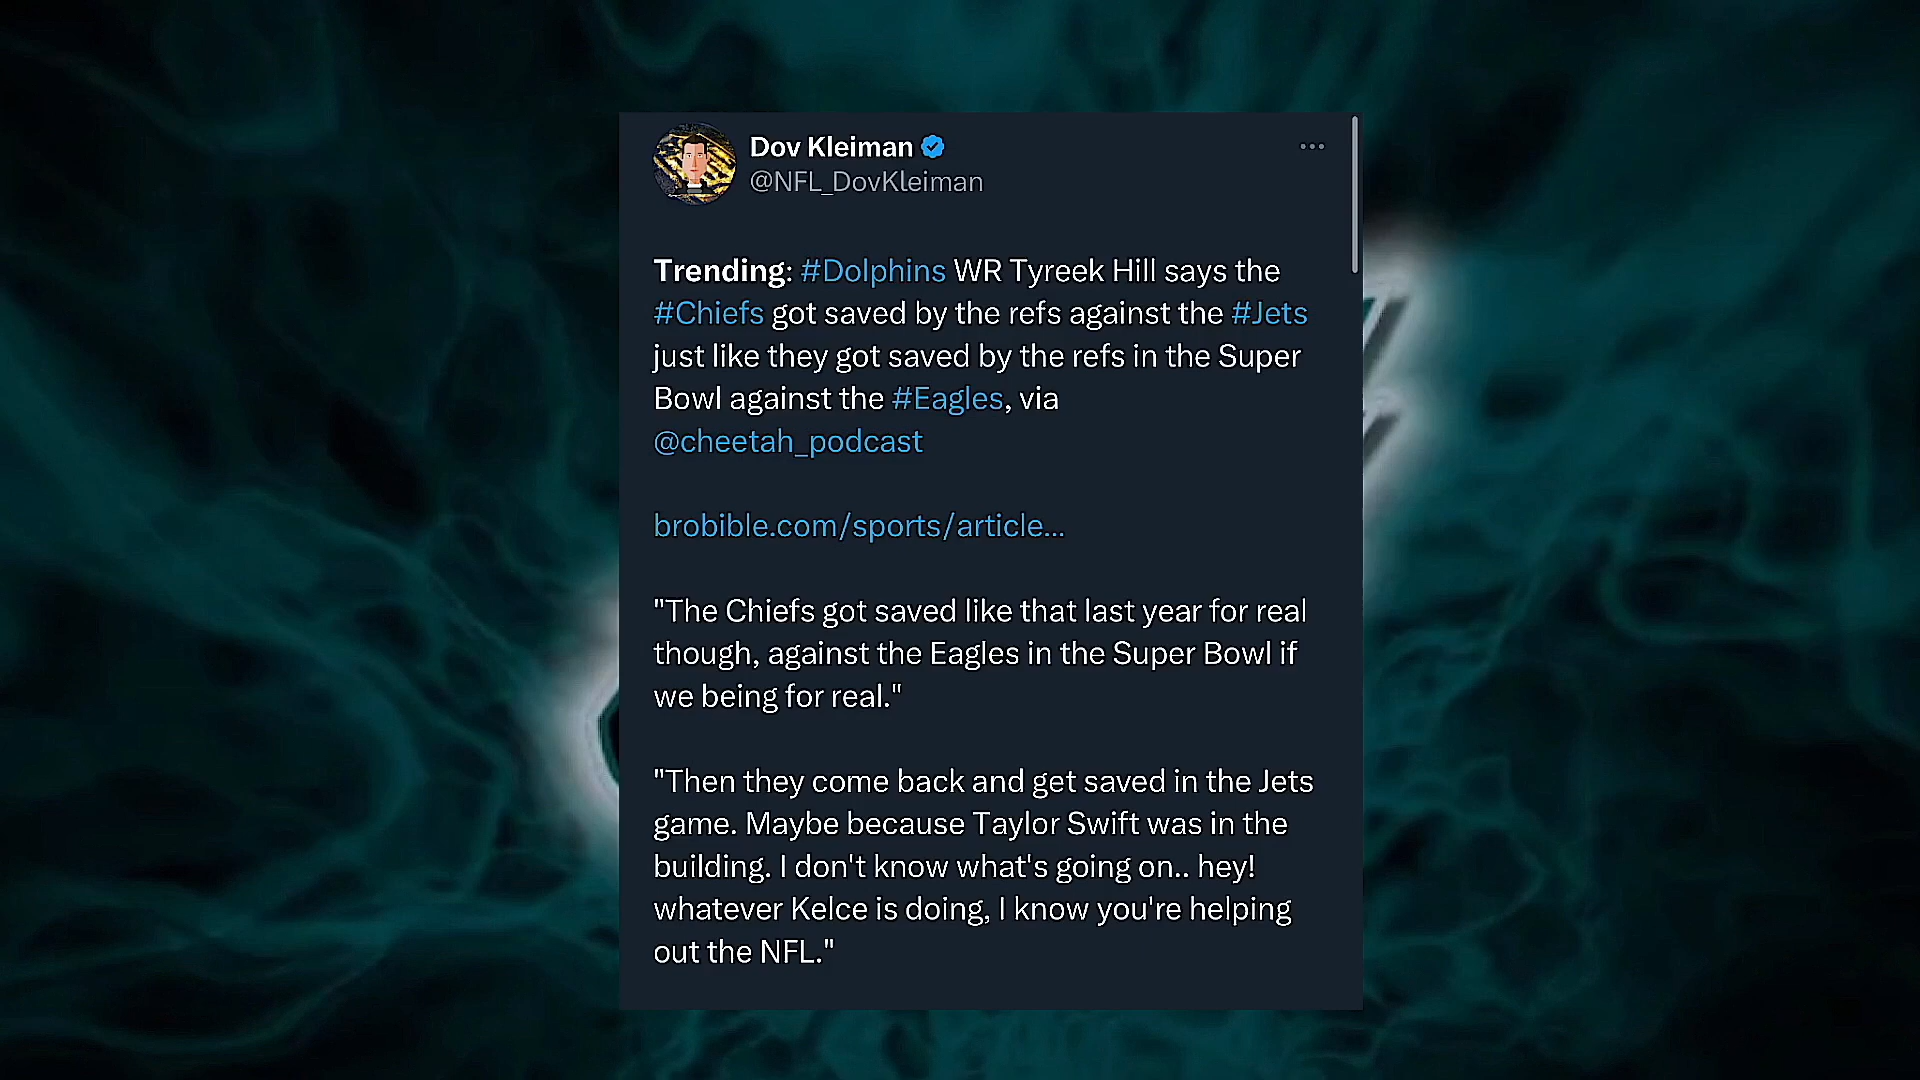 Dov Kleiman
@NFL_DovKleiman
Trending: #Dolphins WR Tyreek Hill says the
#Chiefs got saved by the refs against the #Jets
just like they got saved by the refs in the Super
Bowl against the #Eagles, via
@cheetah_podcast
brobible.com/sports/article...
"The Chiefs got saved like that last year for real
though, against the Eagles in the Super Bowl if
we being for real."
"Then they come back and get saved in the Jets
game. Maybe because Taylor Swift was in the
building. I don't know what's going on.. hey!
whatever Kelce is doing, I know you're helping
out the NFL."